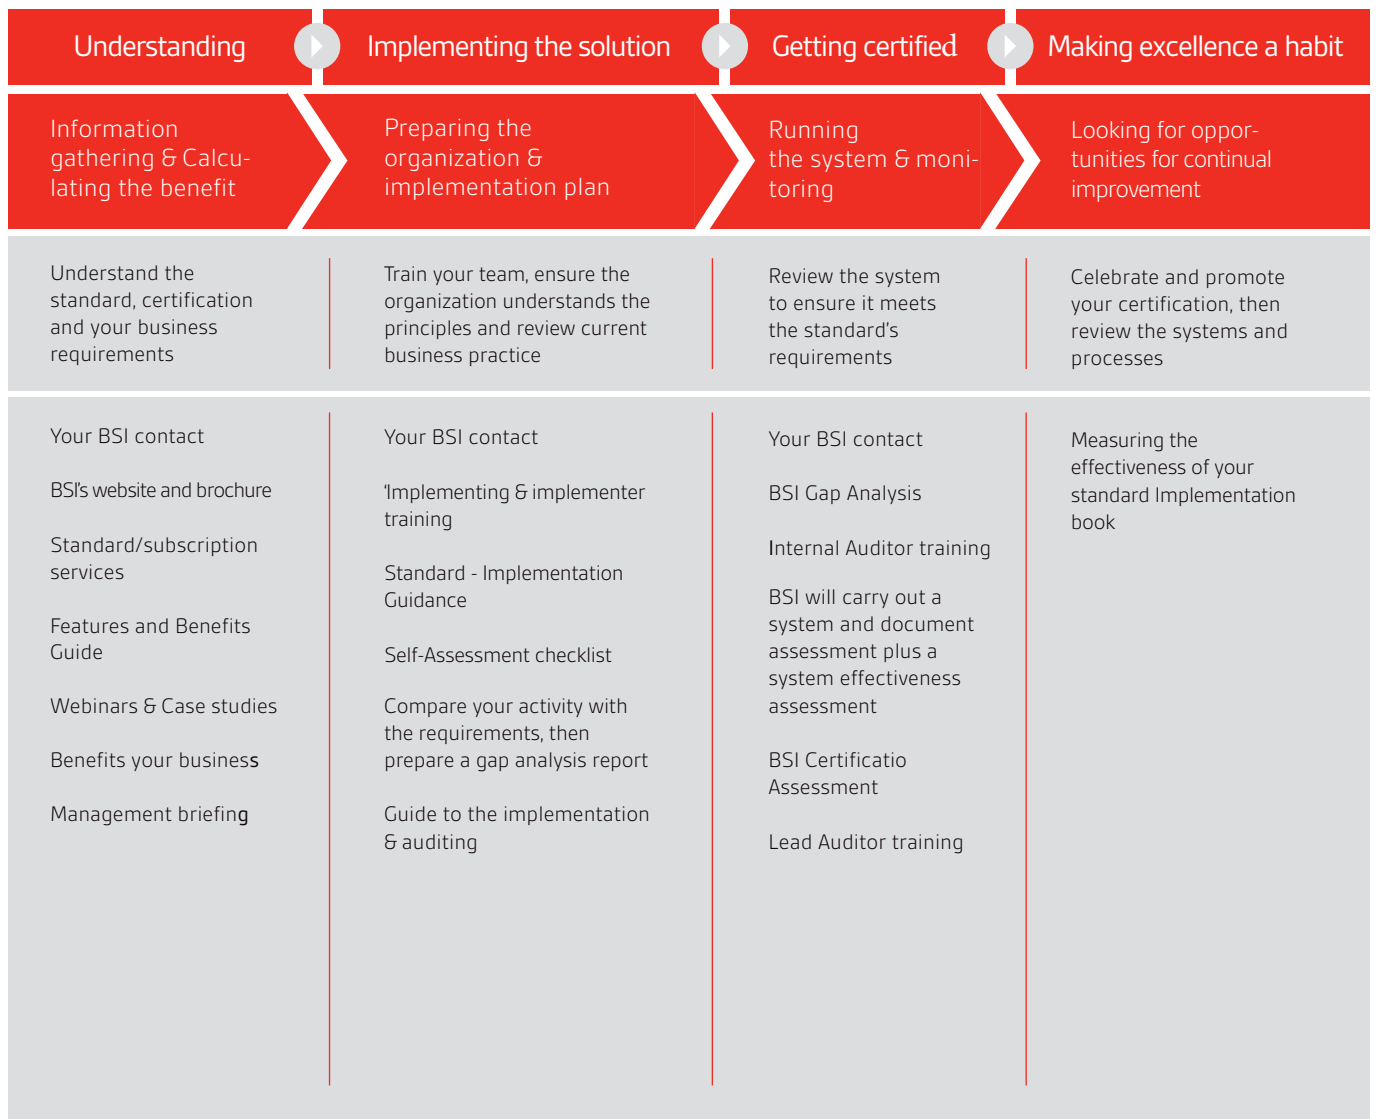 Understanding
Implementing the solution
Getting certified
Making excellence a habit
Information
gathering & Calcu-
lating the benefit
Preparing the
organization &
implementation plan
Running
the system & moni-
toring
Looking for oppor-
tunities for continual
improvement
Understand the
standard, certification
and your business
requirements
Train your team, ensure the
organization understands the
principles and review current
business practice
Review the system
to ensure it meets
the standard's
requirements
Celebrate and promote
your certification, then
review the systems and
processes
Your BSI contact
BSI's website and brochure
Standard/subscription
services
Features and Benefits
Guide
Webinars & Case studies
Benefits your business
Management briefing
Your BSI contact
'Implementing & implementer
training
Standard - Implementation
Guidance
Self-Assessment checklist
Compare your activity with
the requirements, then
prepare a gap analysis report
Guide to the implementation
& auditing
Your BSI contact
BSI Gap Analysis
Internal Auditor training
BSI will carry out a
system and document
assessment plus a
system effectiveness
assessment
BSI Certificatio
Assessment
Lead Auditor training
Measuring the
effectiveness of your
standard Implementation
book